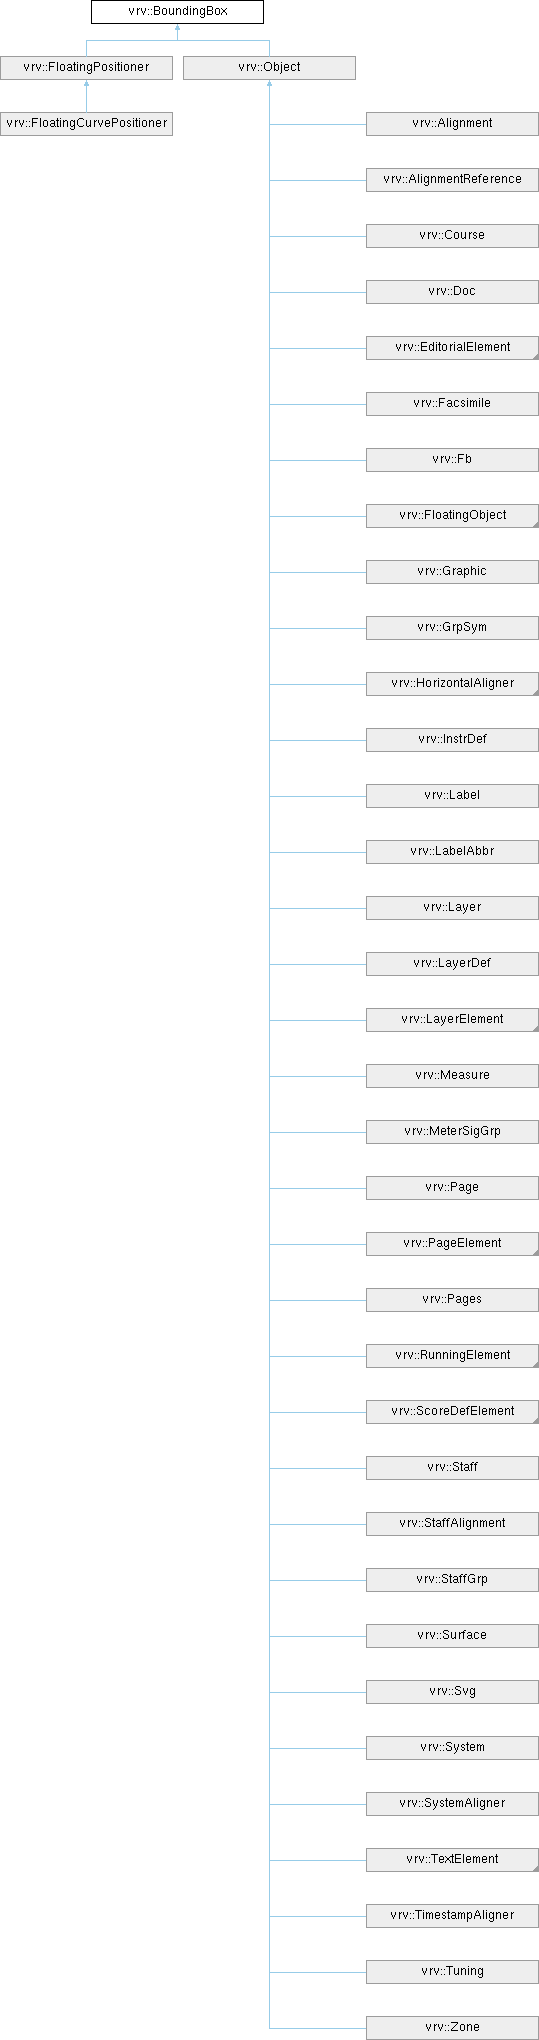 vrv::BoundingBox
vrv::FloatingPositioner
vrv::Object
vrv::FloatingCurvePositioner
vrv::Alignment
vrv::AlignmentReference
vrv::Course
vrv::Doc
vrv::EditorialElement
vrv::Facsimile
vrv::Fb
vrv::FloatingObject
vrv::Graphic
vrv::GrpSym
vrv::HorizontalAligner
vrv::InstrDef
vrv::Label
vrv::LabelAbbr
vrv::Layer
vrv::LayerDef
vrv::LayerElement
vrv::Measure
vrv::MeterSigGrp
vrv::Page
vrv::PageElement
vrv::Pages
vrv::RunningElement
vrv::ScoreDefElement
vrv::Staff
vrv::StaffAlignment
vrv::StaffGrp
vrv::Surface
vrv::Svg
vrv::System
vrv::SystemAligner
vrv::TextElement
vrv::TimestampAligner
vrv::Tuning
vrv::Zone